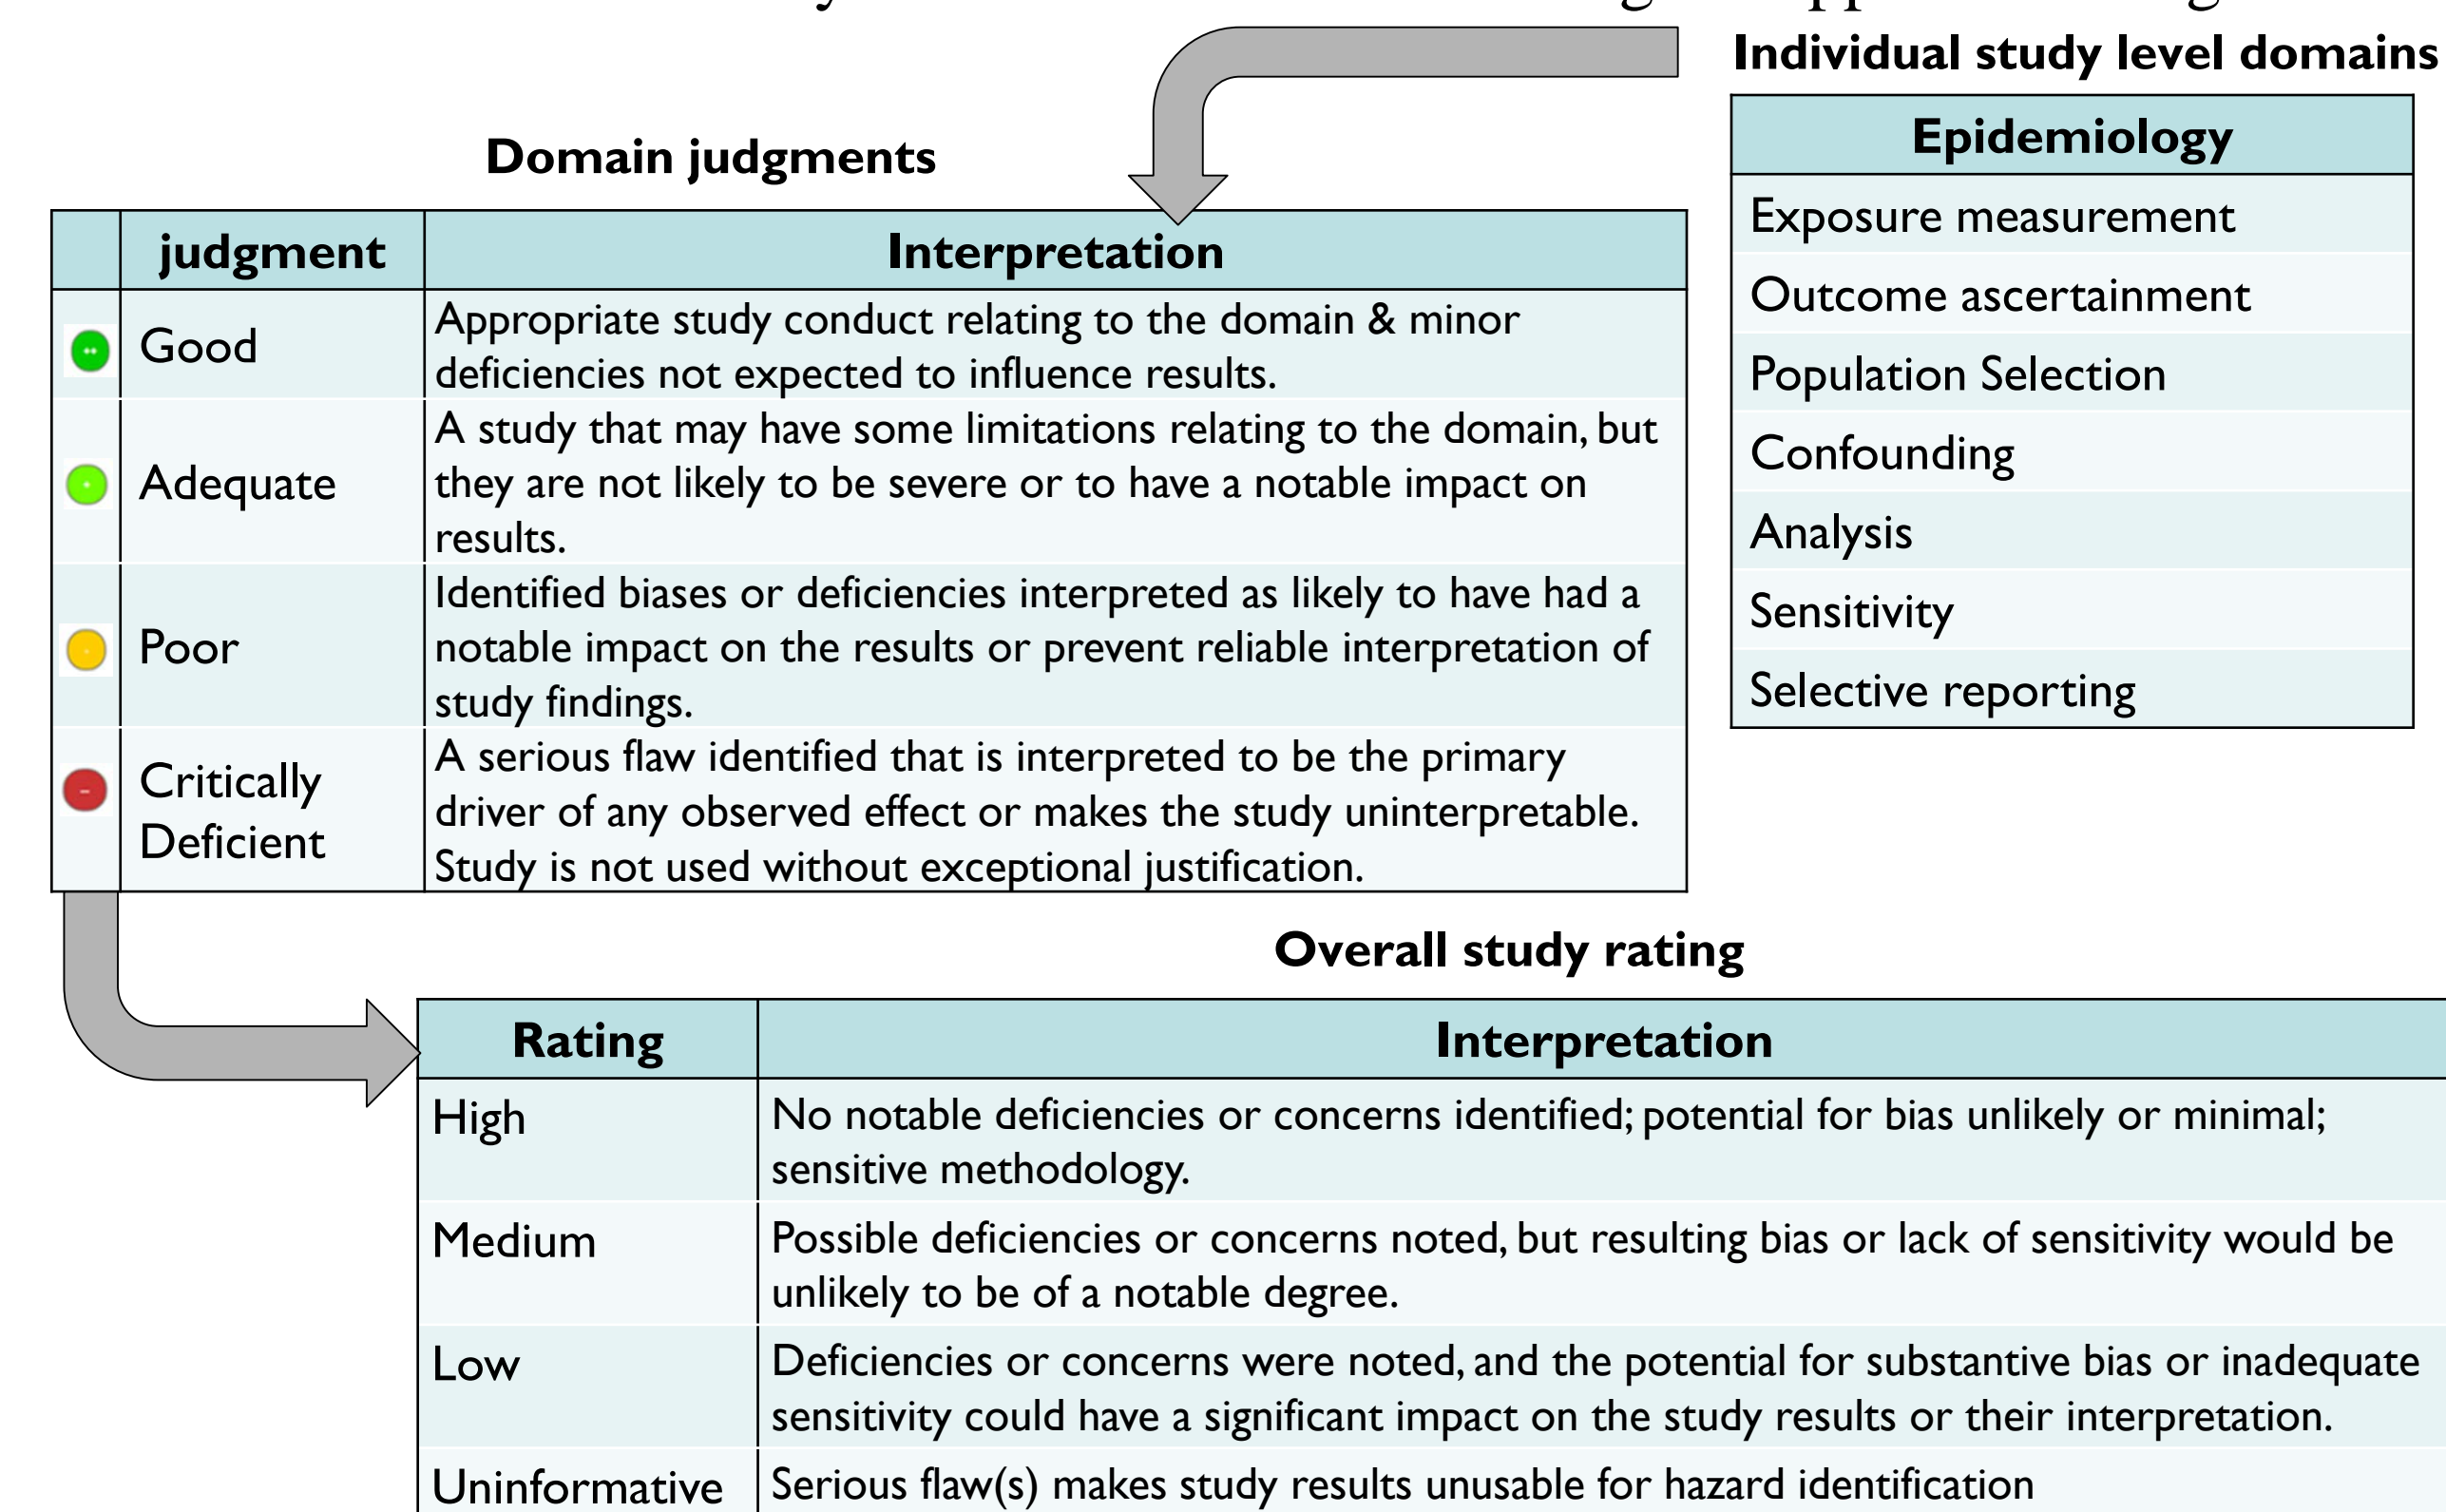 Individual study level domains
Epidemiology
Exposure measurement
Outcome ascertainment
Population Selection
Confounding
Analysis
Sensitivity
Selective reporting
Domain judgments
judgment
Interpretation
Good
Appropriate study conduct relating to the domain & minor
deficiencies not expected to influence results.
Adequate
A study that may have some limitations relating to the domain, but
they are not likely to be severe or to have a notable impact on
results.
Poor
Identified biases or deficiencies interpreted as likely to have had a
notable impact on the results or prevent reliable interpretation of
study findings.
Critically
Deficient
A serious flaw identified that is interpreted to be the primary
driver of any observed effect or makes the study uninterpretable.
Study is not used without exceptional justification.
Overall study rating
Rating
Interpretation
High
No notable deficiencies or concerns identified; potential for bias unlikely or minimal;
sensitive methodology.
Medium
Possible deficiencies or concerns noted, but resulting bias or lack of sensitivity would be
unlikely to be of a notable degree.
Low
Deficiencies or concerns were noted, and the potential for substantive bias or inadequate
sensitivity could have a significant impact on the study results or their interpretation.
Uninformative
Serious flaw(s) makes study results unusable for hazard identification